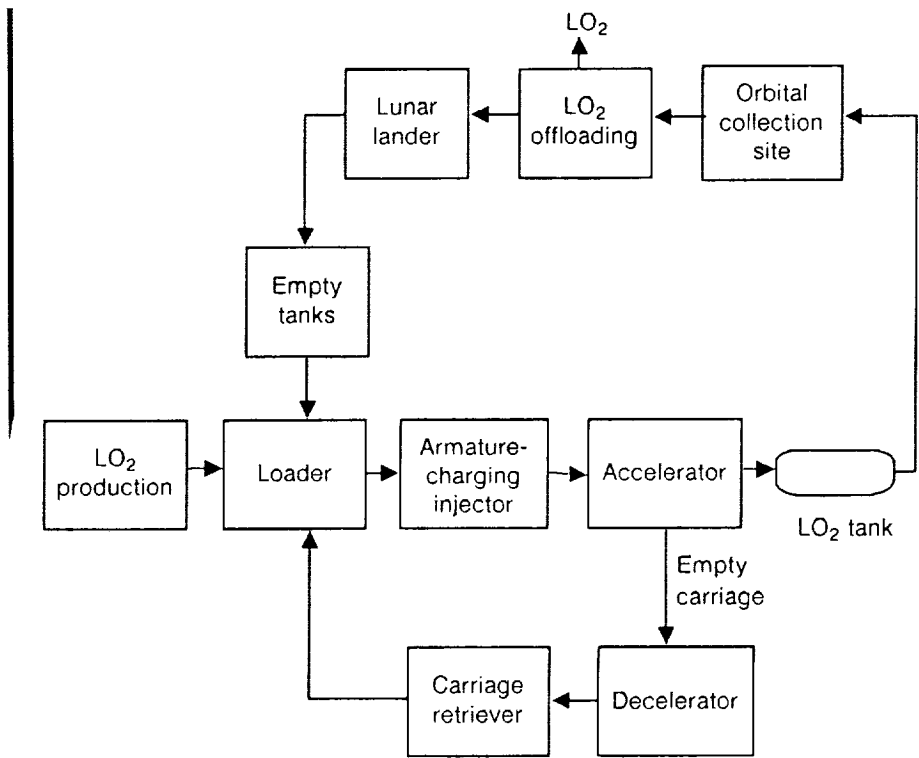 LO₂
Lunar
lander
LO₂
offloading
Orbital
collection
site
Empty
tanks
LO₂
production
Loader
Armature-
charging
injector
Accelerator
LO₂ tank
Empty
carriage
Carriage
retriever
Decelerator